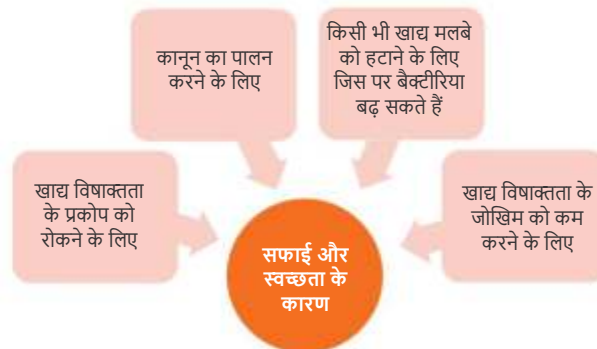 कानून का पालन
करने के लिए
किसी भी खाद्य मलबे
को हटाने के लिए
जिस पर बैक्टीरिया
बढ़ सकते हैं
खाद्य विषाक्तता
के प्रकोप को
रोकने के लिए
खाद्य विषाक्तता के
जोखिम को कम
करने के लिए
सफाई और
स्वच्छता के
कारण